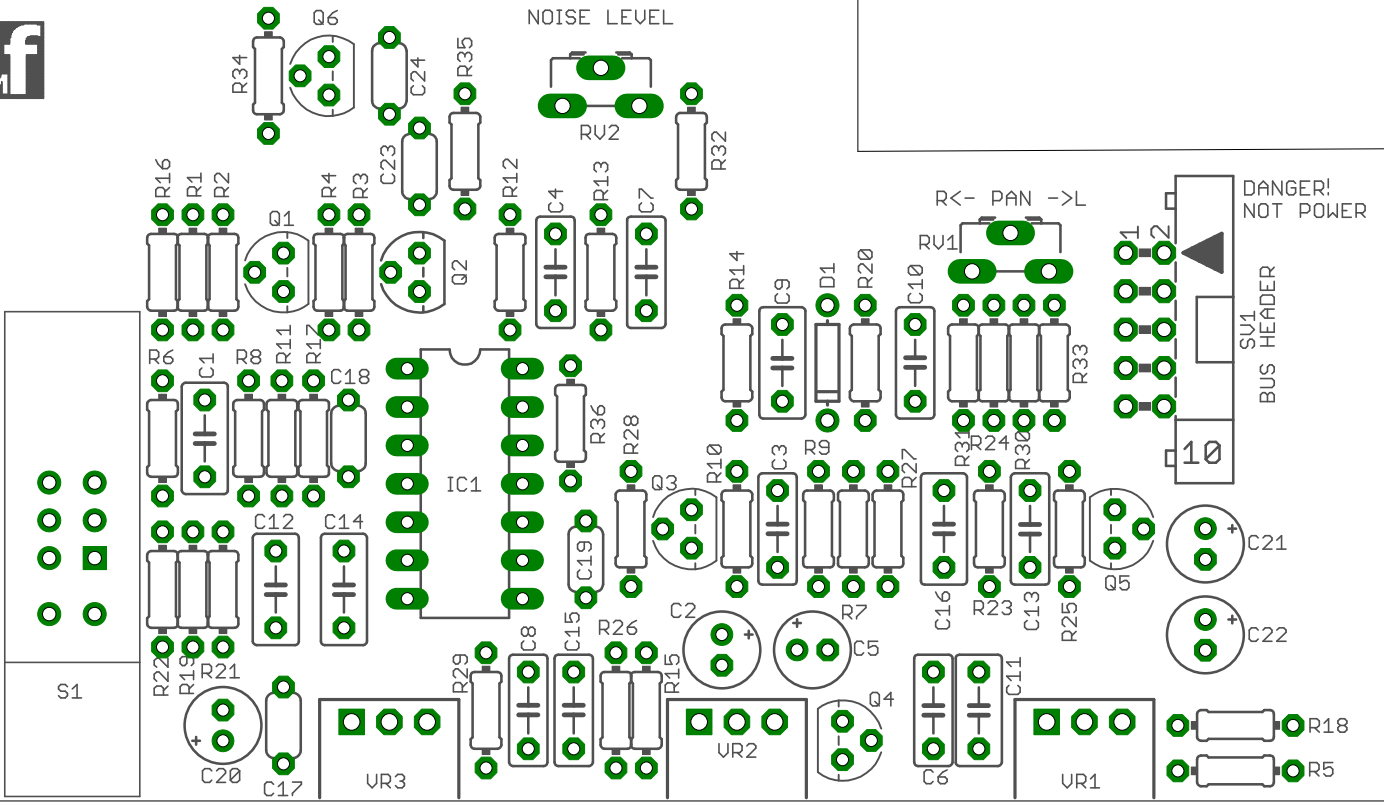 f
M
R34
Q6
C24
R35
NOISE LEVEL
RV2
R32
C23
R16
R1
R2
Q1
R4
R3
Q2
R12
C4
R13
C7
R<- PAN ->L
RV1
DANGER!
NOT POWER
1
2
SV1
BUS HEADER
10
R14
C9
D1
R20
C10
R33
R6
C1
R8
R11
R17
C18
IC1
R36
R28
Q3
R10
C3
R9
R27
R31
R24
R30
C12
C14
C19
C16
R23
C13
R25
Q5
+
C21
C2
+
+
R7
C5
+
C22
R22
R19
R21
S1
+
C20
C17
VR3
R29
C8
C15
R26
R15
VR2
Q4
C6
C11
VR1
R18
R5